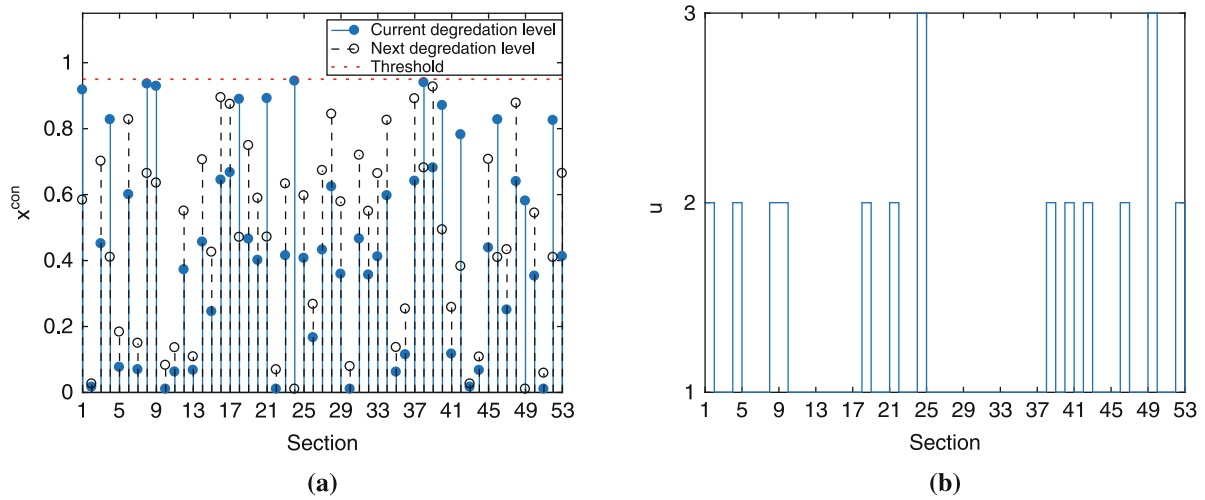 Current degredation level
Next degredation level
Threshold
1
0.8
0.6
0.4
0.2
0
x^con
1 5 9 13 17 21 25 29 33 37 41 45 49 53
Section
(a)
3
2
1
u
1 5 9 13 17 21 25 29 33 37 41 45 49 53
Section
(b)